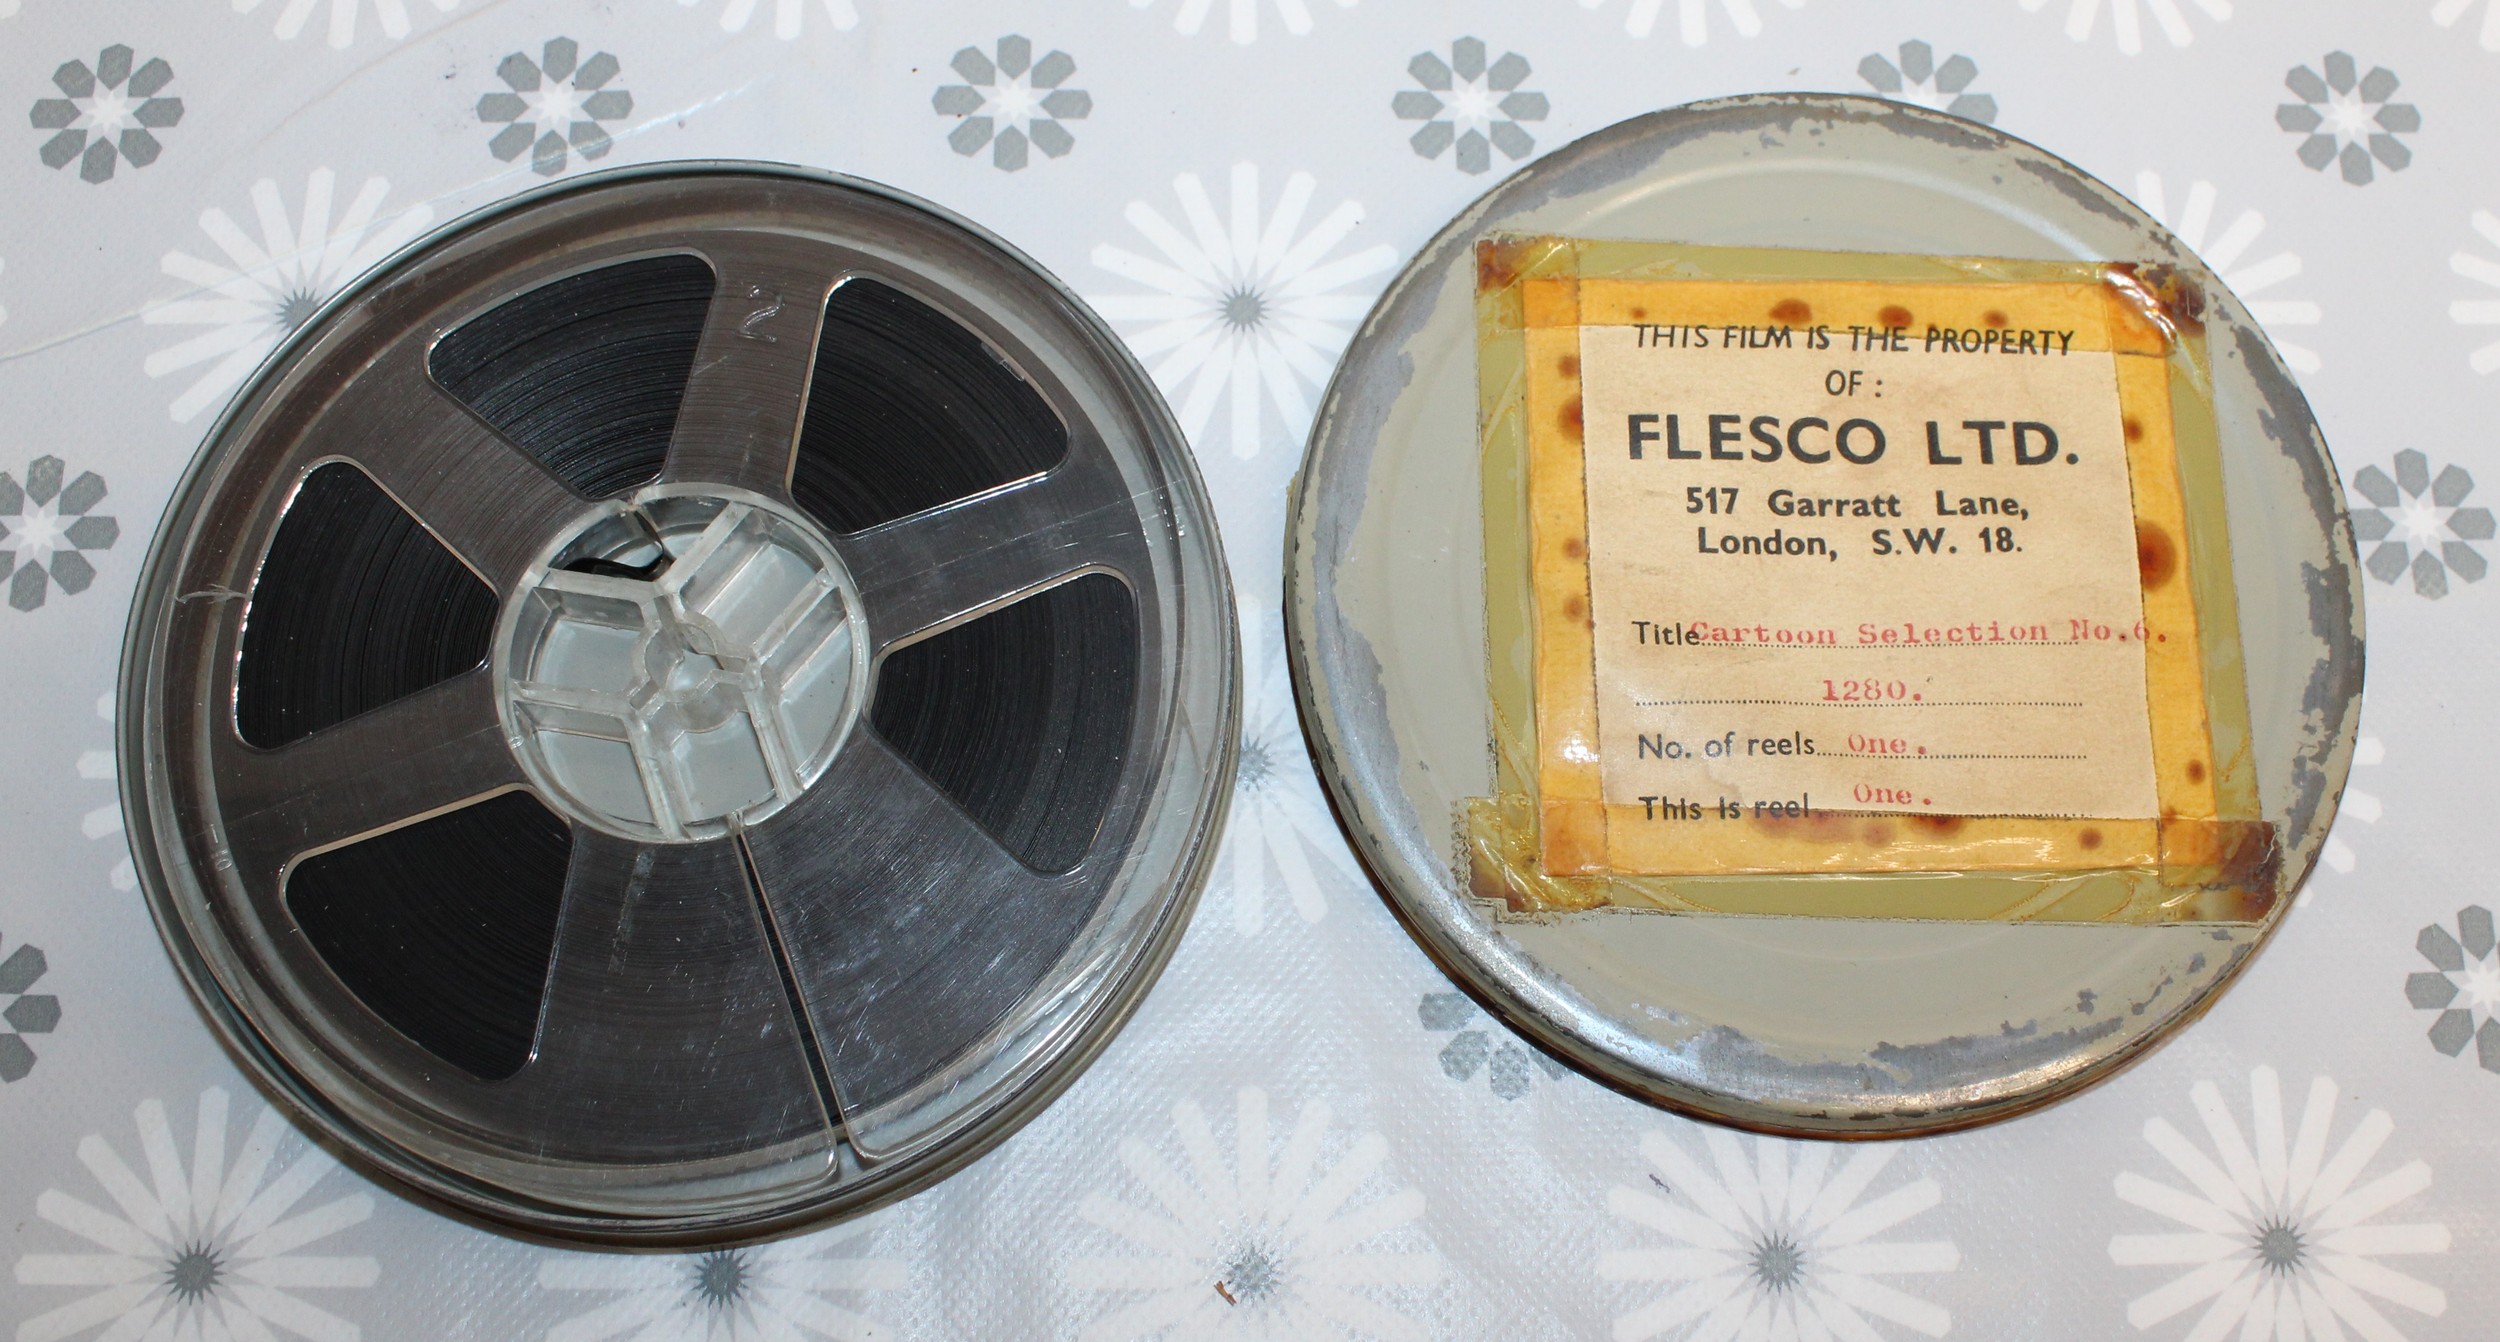 2
THIS FILM IS THE PROPERTY
OF :
FLESCO LTD.
517 Garratt Lane,
London, S.W. 18.
Title Cartoon Selection No.6.
1280.
No. of reels One.
This is reel One.